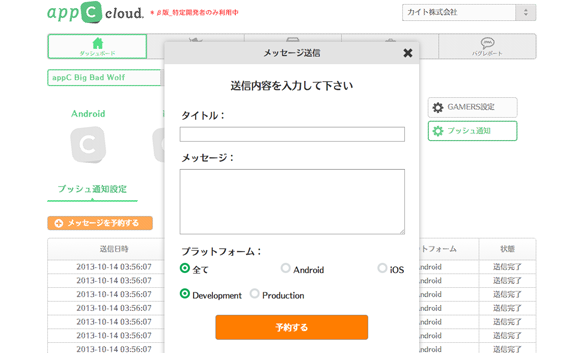 appC cloud.
※β版_特定開発者のみ利用中
カイト株式会社
ダッシュボード
バグレポート
メッセージ送信
appC Big Bad Wolf
送信内容を入力して下さい
GAMERS設定
プッシュ通知
Android
タイトル：
C
メッセージ：
プッシュ通知設定
メッセージを予約する
プラットフォーム：
送信日時
トフォーム
状態
全て
Android
iOS
2013-10-14 03:56:07
Android
送信完了
2013-10-14 03:56:07
Android
送信完了
Development
Production
2013-10-14 03:56:07
Android
送信完了
2013-10-14 03:56:07
Android
送信完了
予約する
2013-10-14 03:56:07
Android
送信完了
2013-10-14 03:56:07
Android
送信完了
2013-10-14 03:56:07
Android
送信完了